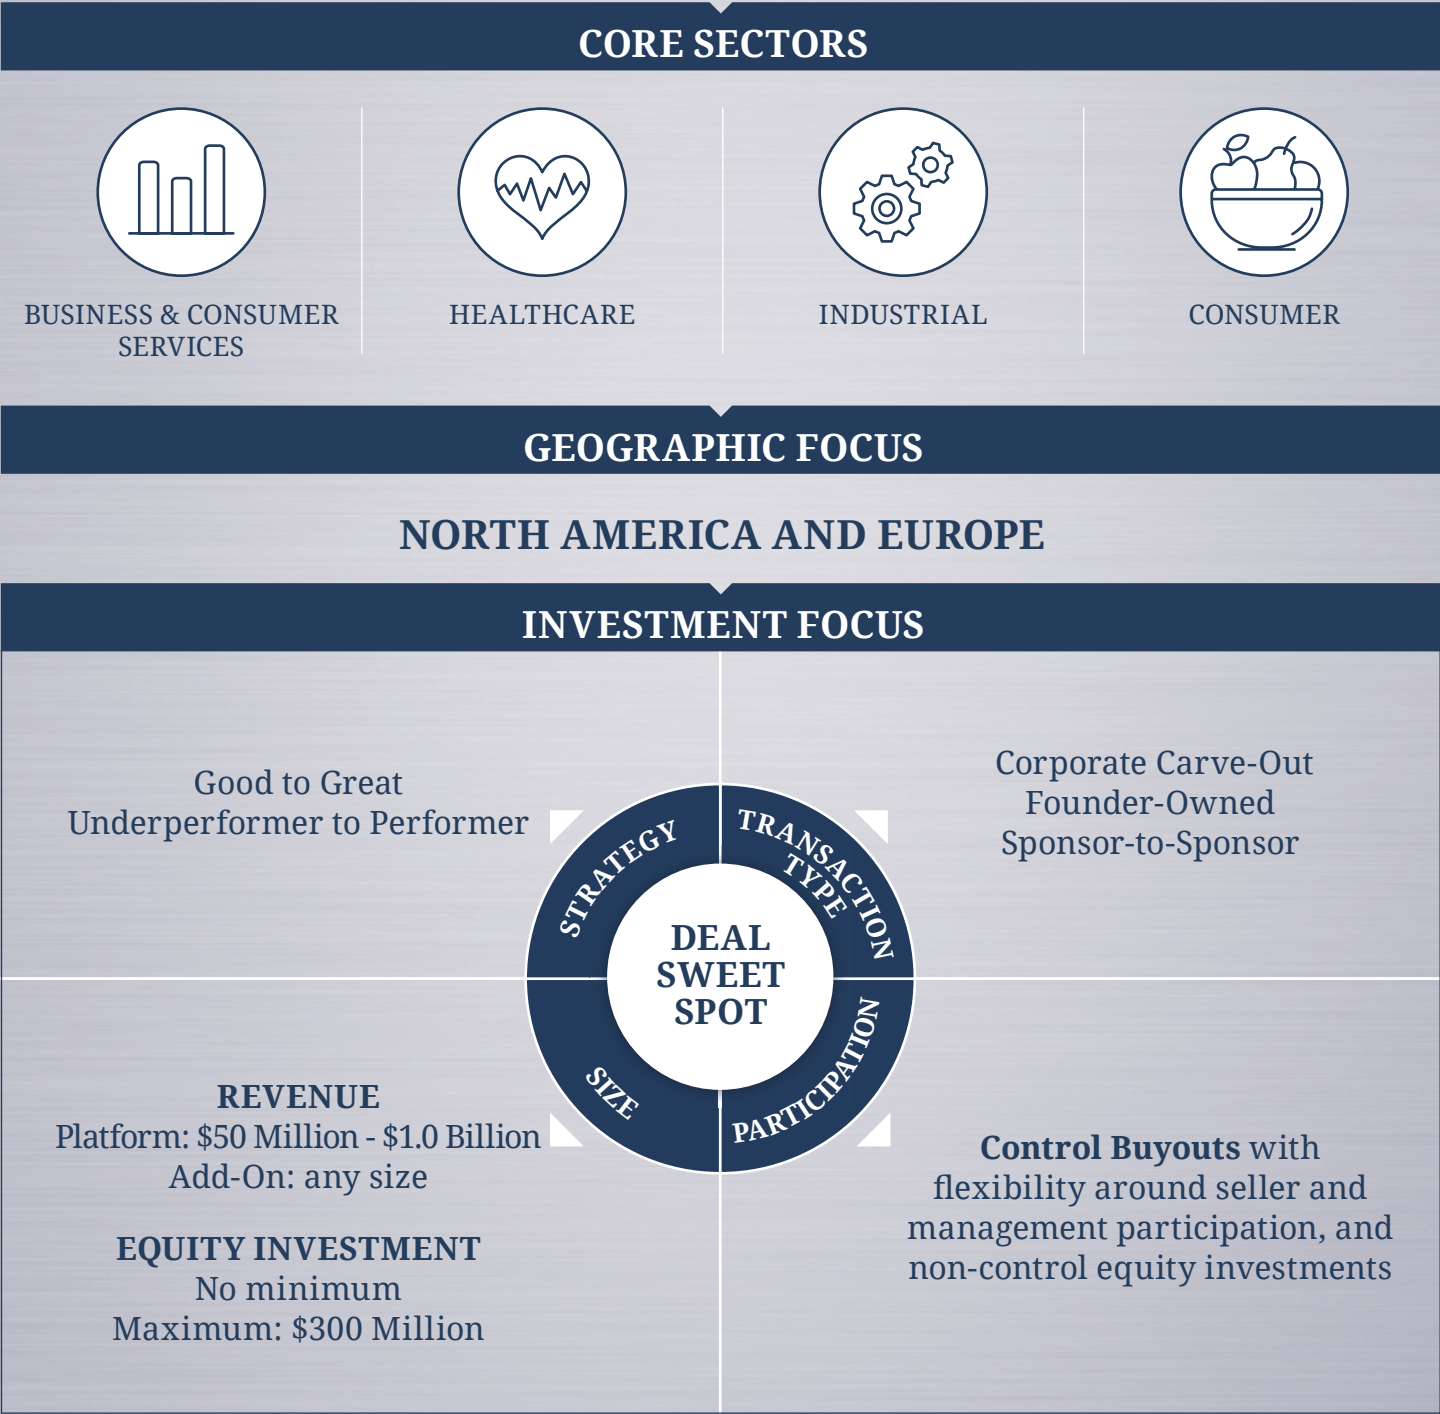 CORE SECTORS
BUSINESS & CONSUMER
SERVICES
HEALTHCARE
INDUSTRIAL
CONSUMER
GEOGRAPHIC FOCUS
NORTH AMERICA AND EUROPE
INVESTMENT FOCUS
Good to Great
Underperformer to Performer
Corporate Carve-Out
Founder-Owned
Sponsor-to-Sponsor
STRATEGY
TRANSACTION
TYPE
DEAL
SWEET
SPOT
SIZE
PARTICIPATION
REVENUE
Platform: $50 Million - $1.0 Billion
Add-On: any size
EQUITY INVESTMENT
No minimum
Maximum: $300 Million
Control Buyouts with
flexibility around seller and
management participation, and
non-control equity investments